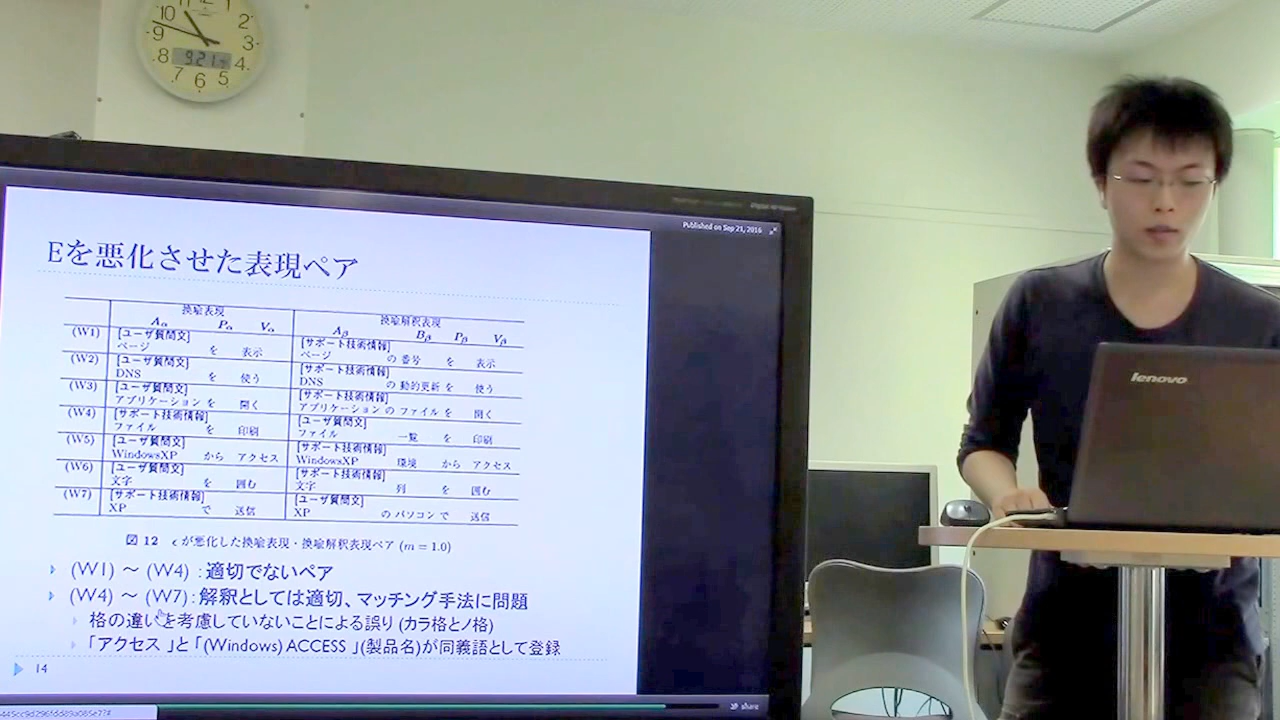 12
11
10
9
8
7
6
5
4
3
2
9.21
Published on Sep 21, 2016
Eを悪化させた表現ペア
換喩表現 換喩解釈表現
Aα Pα Vα Aβ Bβ Pβ Vβ
(W1) [ユーザ質問文] [サポート技術情報]
ページ を 表示 ページ の 番号 を 表示
(W2) [ユーザ質問文] [サポート技術情報]
DNS を 使う DNS の 動的更新 を 使う
(W3) [ユーザ質問文] [サポート技術情報]
アプリケーション を 開く アプリケーション の ファイル を 開く
(W4) [サポート技術情報] [ユーザ質問文]
ファイル を 印刷 ファイル 一覧 を 印刷
(W5) [ユーザ質問文] [サポート技術情報]
WindowsXP から アクセス WindowsXP 環境 から アクセス
(W6) [ユーザ質問文] [サポート技術情報]
文字 を 囲む 文字 列 を 囲む
(W7) [サポート技術情報] [ユーザ質問文]
XP で 送信 XP の パソコン で 送信
図 12 ϵ が悪化した換喩表現・換喩解釈表現ペア (m = 1.0)
(W1) ～ (W4) : 適切でないペア
(W4) ～ (W7) : 解釈としては適切、マッチング手法に問題
格の違いを考慮していないことによる誤り (カラ格とノ格)
「アクセス 」と 「(Windows) ACCESS 」(製品名)が同義語として登録
14
share
lenovo